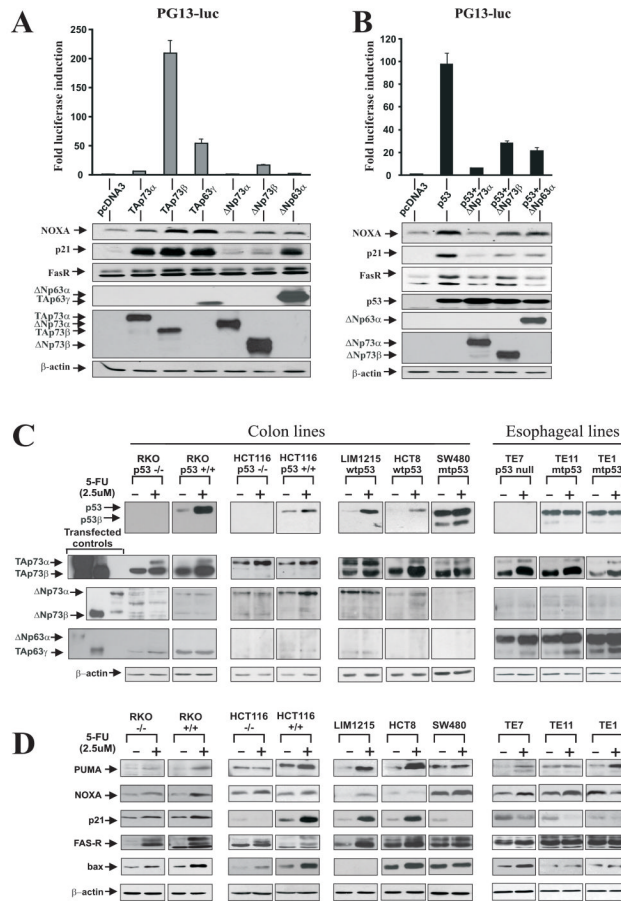 A
PG13-luc
Fold luciferase induction
250
200
150
100
50
0
pcDNA3
TAp73α
TAp73β
TAp63γ
ΔNp73α
ΔNp73β
ΔNp63α
NOXA
p21
FasR
ΔNp63α
TAp63γ
TAp73α
ΔNp73α
TAp73β
ΔNp73β
β-actin
B
PG13-luc
Fold luciferase induction
120
100
80
60
40
20
0
pcDNA3
p53
p53+
ΔNp73α
p53+
ΔNp73β
p53+
ΔNp63α
NOXA
p21
FasR
p53
ΔNp63α
ΔNp73α
ΔNp73β
β-actin
C
Colon lines
Esophageal lines
RKO
p53 -/-
RKO
p53 +/+
HCT116
p53 -/-
HCT116
p53 +/+
LIM1215
wtp53
HCT8
wtp53
SW480
mtp53
TE7
p53 null
TE11
mtp53
TE1
mtp53
5-FU
(2.5uM)
− + − + − + − + − + − + − + − + − + − +
p53
p53β
Transfected
controls
TAp73α
TAp73β
ΔNp73α
ΔNp73β
ΔNp63α
TAp63γ
β-actin
D
RKO
-/-
RKO
+/+
HCT116
-/-
HCT116
+/+
LIM1215
HCT8
SW480
TE7
TE11
TE1
5-FU
(2.5uM)
− + − + − + − + − + − + − + − + − + − +
PUMA
NOXA
p21
FAS-R
bax
β-actin